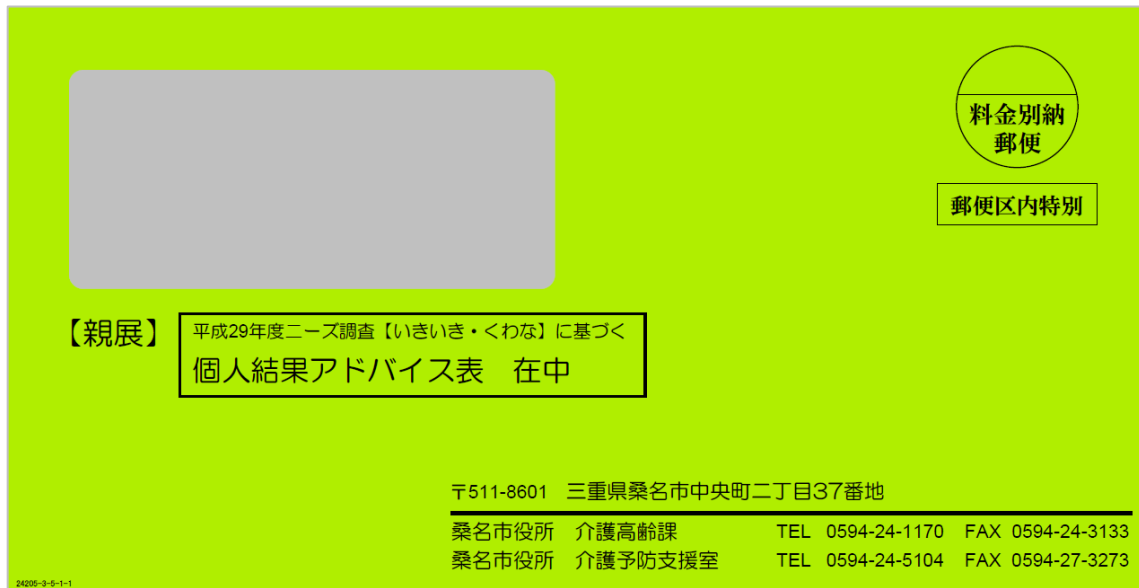 料金別納
郵便
郵便区内特別
【親展】
平成29年度ニーズ調査【いきいき・くわな】に基づく
個人結果アドバイス表　在中
〒511-8601　三重県桑名市中央町二丁目37番地
桑名市役所　介護高齢課　TEL 0594-24-1170　FAX 0594-24-3133
桑名市役所　介護予防支援室　TEL 0594-24-5104　FAX 0594-27-3273
24205-3-5-1-1